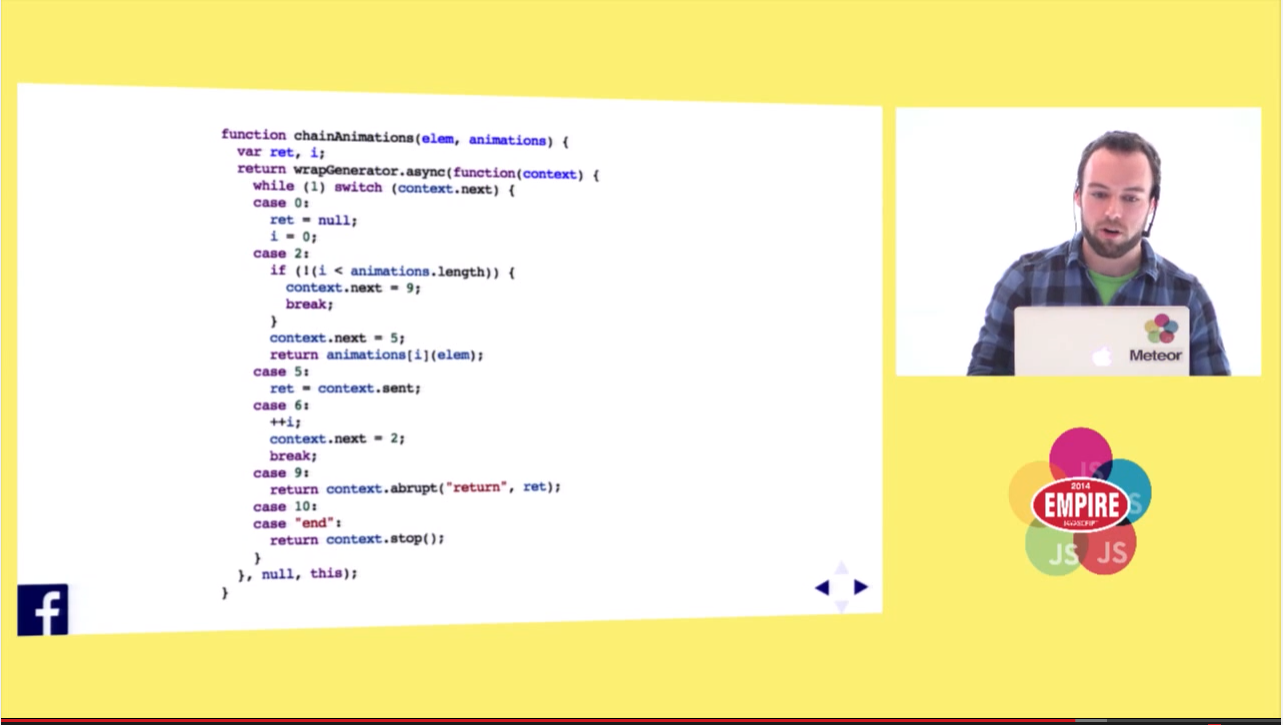 function chainAnimations(elem, animations) {
  var ret, i;
  return wrapGenerator.async(function(context) {
    while (1) switch (context.next) {
    case 0:
      ret = null;
      i = 0;
    case 2:
      if (!(i < animations.length)) {
        context.next = 9;
        break;
      }
      context.next = 5;
      return animations[i](elem);
    case 5:
      ret = context.sent;
    case 6:
      ++i;
      context.next = 2;
      break;
    case 9:
      return context.abrupt("return", ret);
    case 10:
    case "end":
      return context.stop();
    }
  }, null, this);
}
f
Meteor
JS
2014
EMPIRE
JAVASCRIPT
S
JS
JS